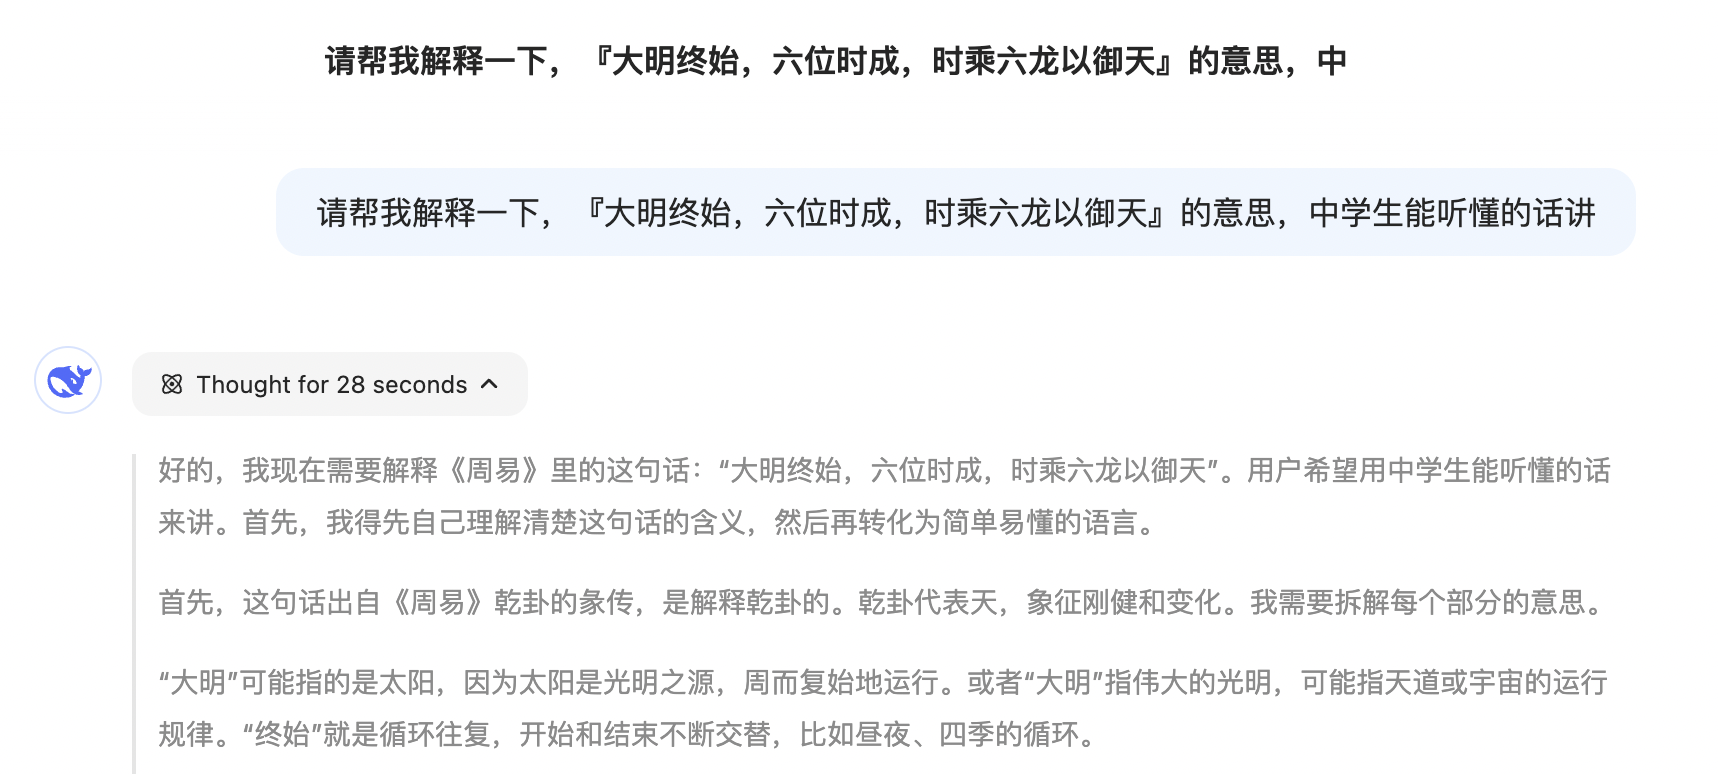 请帮我解释一下，『大明终始，六位时成，时乘六龙以御天』的意思，中
请帮我解释一下，『大明终始，六位时成，时乘六龙以御天』的意思，中学生能听懂的话讲
Thought for 28 seconds
好的，我现在需要解释《周易》里的这句话：“大明终始，六位时成，时乘六龙以御天”。用户希望用中学生能听懂的话
来讲。首先，我得先自己理解清楚这句话的含义，然后再转化为简单易懂的语言。
首先，这句话出自《周易》乾卦的彖传，是解释乾卦的。乾卦代表天，象征刚健和变化。我需要拆解每个部分的意思。
“大明”可能指的是太阳，因为太阳是光明之源，周而复始地运行。或者“大明”指伟大的光明，可能指天道或宇宙的运行
规律。“终始”就是循环往复，开始和结束不断交替，比如昼夜、四季的循环。